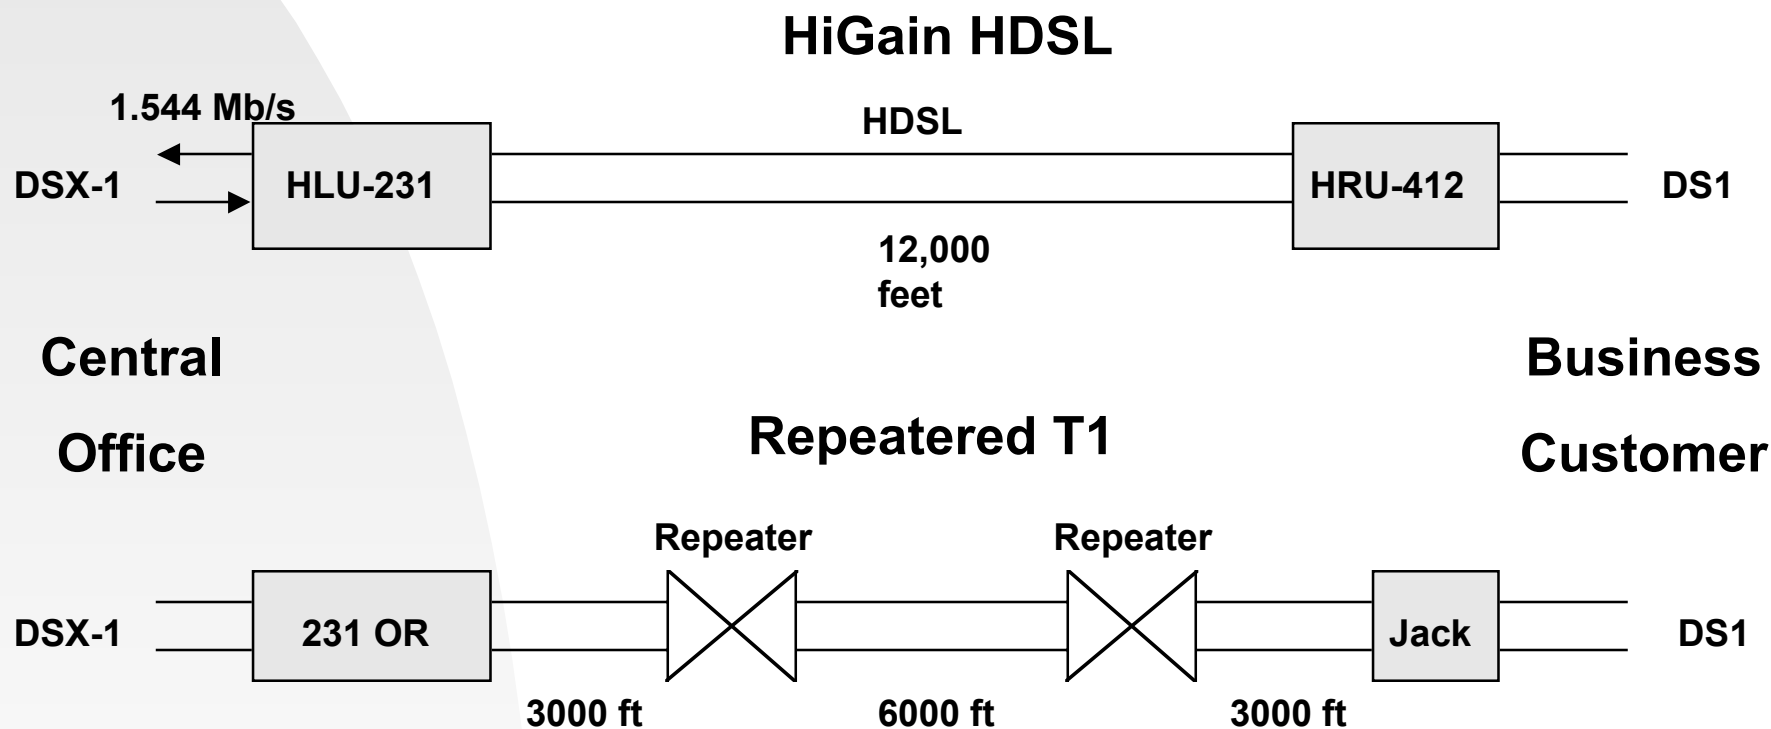 HiGain HDSL
1.544 Mb/s
HDSL
DSX-1
HLU-231
HRU-412
DS1
12,000
feet
Central
Office
Business
Customer
Repeatered T1
Repeater
Repeater
DSX-1
231 OR
Jack
DS1
3000 ft
6000 ft
3000 ft